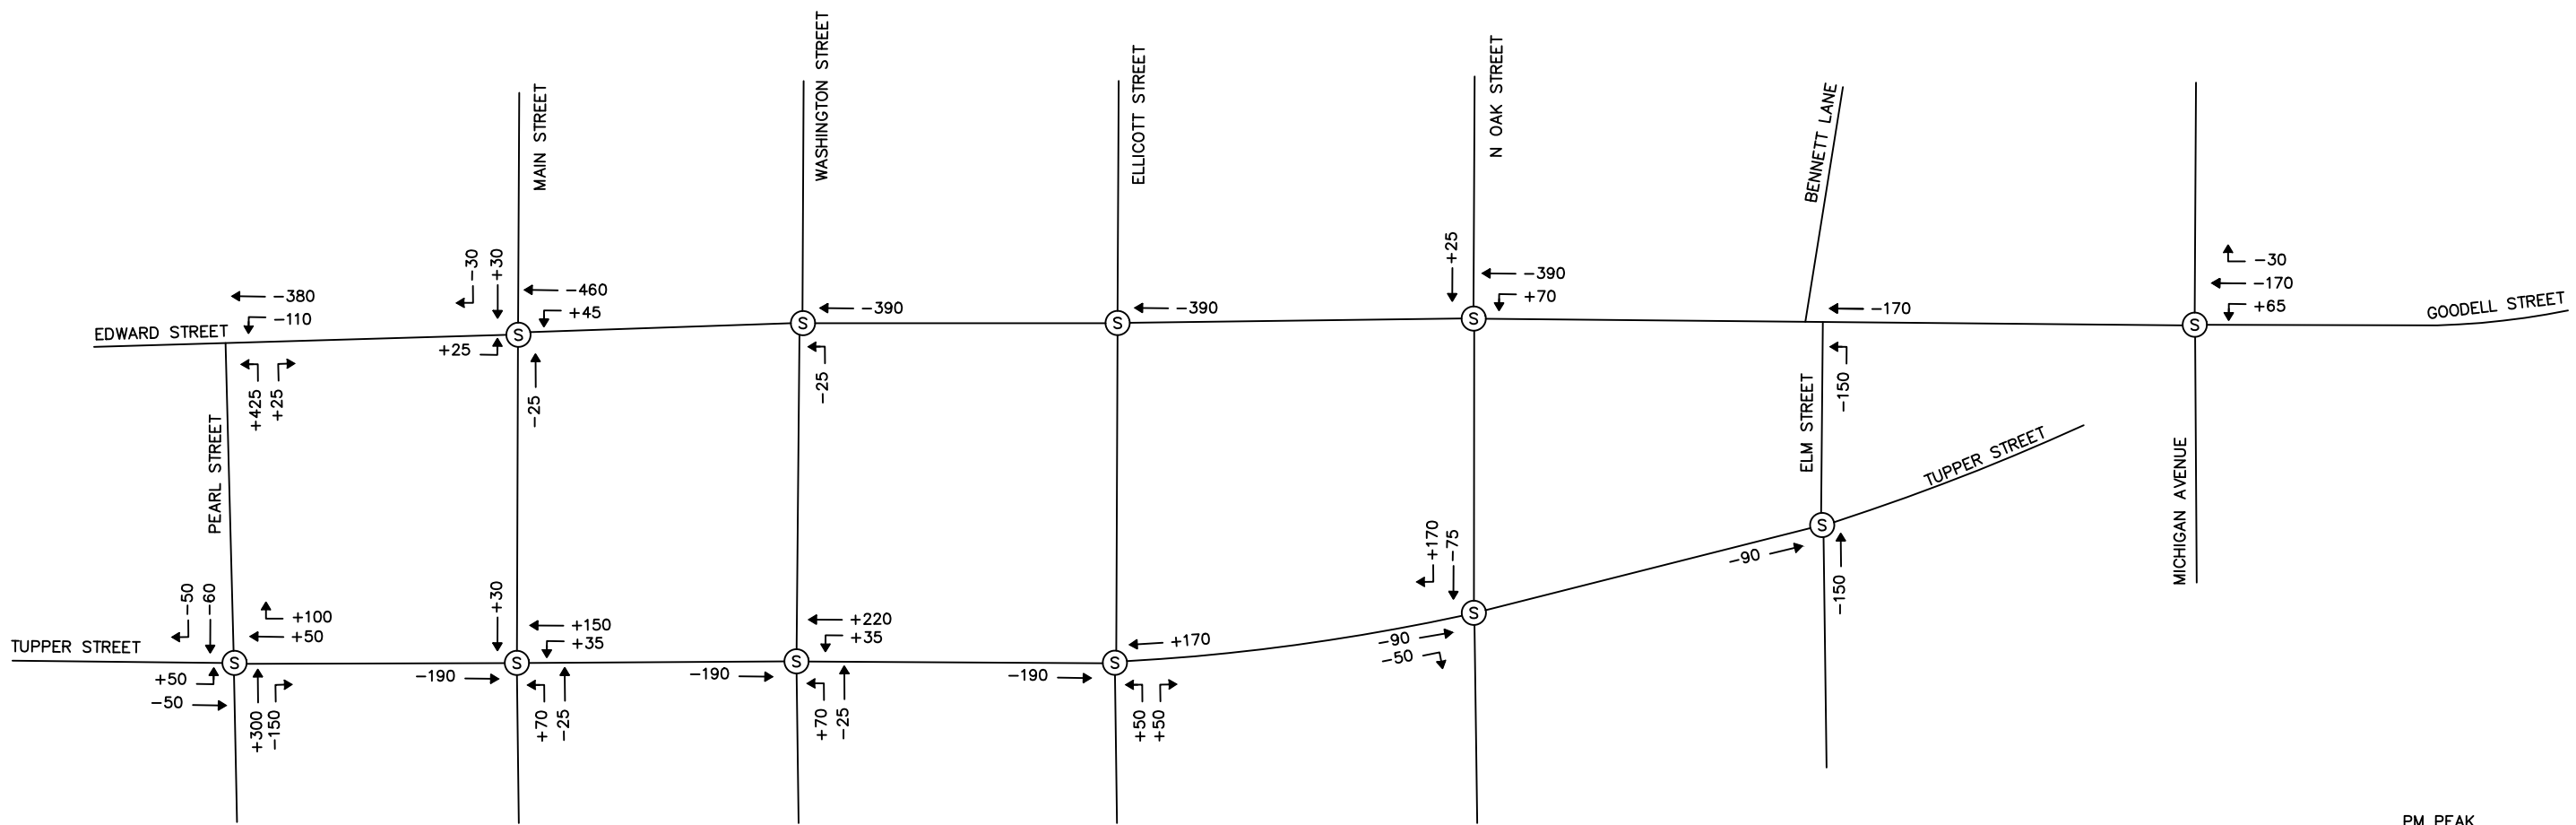 MAIN STREET
WASHINGTON STREET
ELLICOTT STREET
N OAK STREET
BENNETT LANE
-30
+30
+25
-30
-380
-460
-390
-390
-390
-170
-170
-110
+45
+70
+65
GOODELL STREET
EDWARD STREET
S
S
S
S
S
+25
+425
+25
-25
-25
-150
PEARL STREET
ELM STREET
TUPPER STREET
MICHIGAN AVENUE
S
-90
-150
+170
-75
-50
-60
+30
+100
+50
+150
+35
+220
+35
+170
-90
-50
TUPPER STREET
S
S
S
S
S
+50
-50
-190
-190
-190
+300
-150
+70
-25
+70
-25
+50
+50
PM PEAK